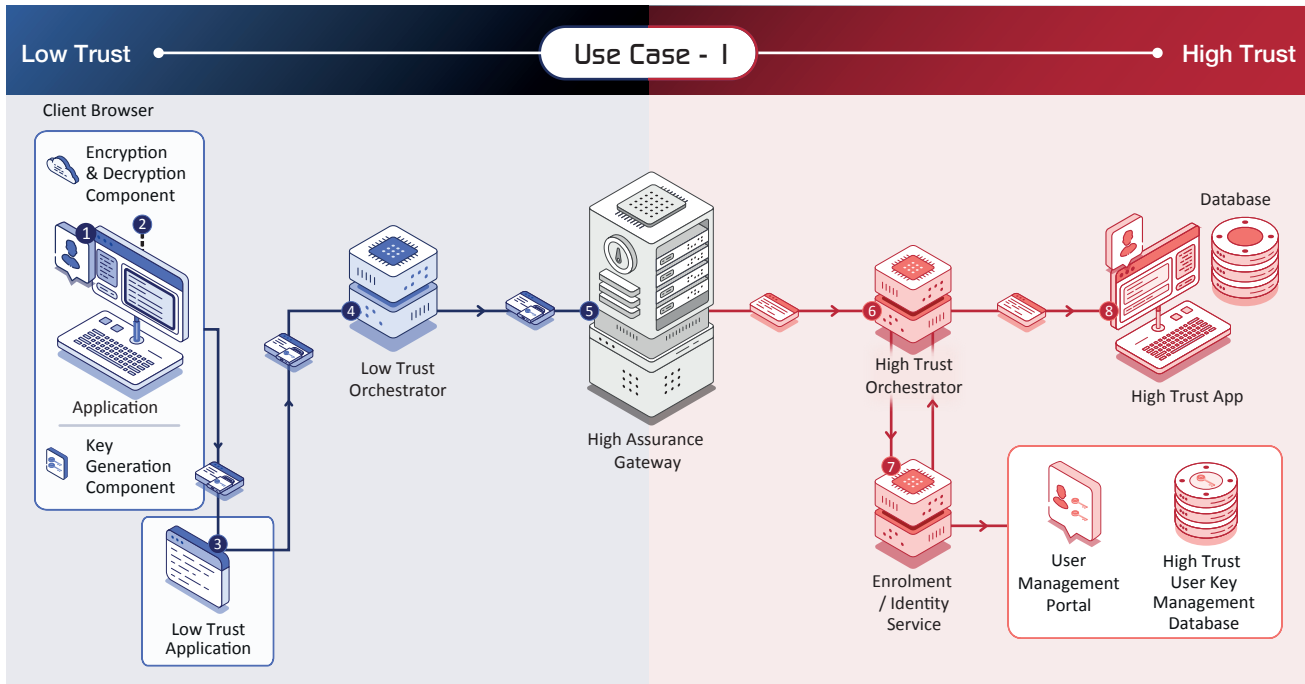 Low Trust
Use Case - 1
High Trust
Client Browser
Encryption
& Decryption
Component
1
2
Application
Key
Generation
Component
3
Low Trust
Application
4
Low Trust
Orchestrator
5
High Assurance
Gateway
6
High Trust
Orchestrator
7
Enrolment
/ Identity
Service
8
High Trust App
Database
User
Management
Portal
High Trust
User Key
Management
Database